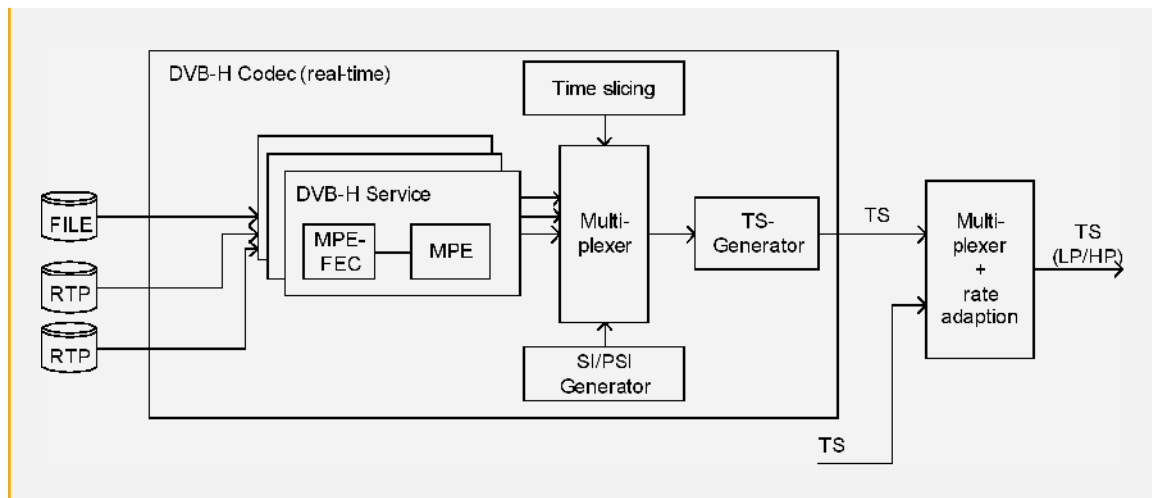 DVB-H Codec (real-time)
Time slicing
DVB-H Service
MPE-
FEC
MPE
FILE
RTP
RTP
Multi-
plexer
TS-
Generator
SI/PSI
Generator
TS
TS
Multi-
plexer
+
rate
adaption
TS
(LP/HP)